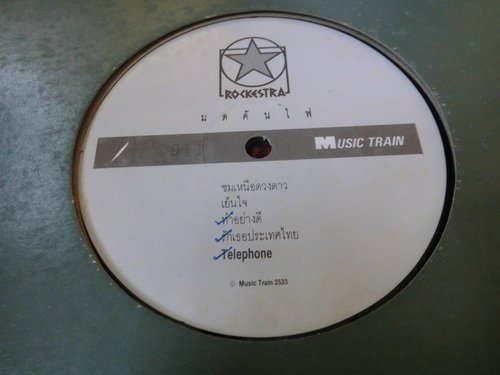 ROCKESTRA
มดคันไฟ
MUSIC TRAIN
ชมเหนือดวงดาว
เย็นใจ
ทำอย่างดี
รักเธอประเทศไทย
Telephone
© Music Train 2533